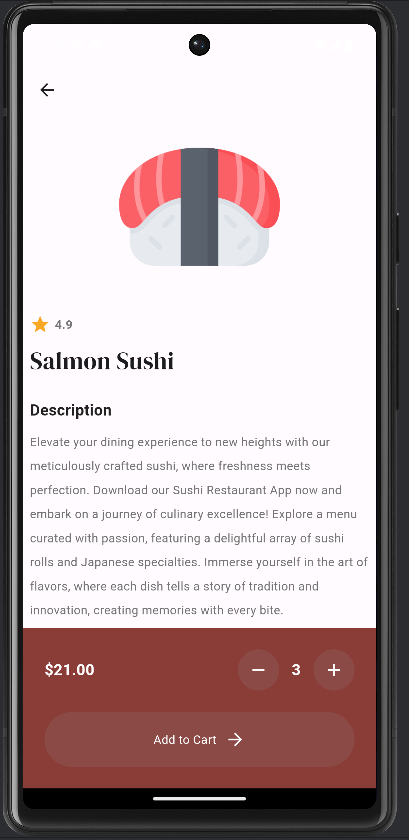 4.9
Salmon Sushi
Description
Elevate your dining experience to new heights with our
meticulously crafted sushi, where freshness meets
perfection. Download our Sushi Restaurant App now and
embark on a journey of culinary excellence! Explore a menu
curated with passion, featuring a delightful array of sushi
rolls and Japanese specialties. Immerse yourself in the art of
flavors, where each dish tells a story of tradition and
innovation, creating memories with every bite.
$21.00 − 3 +
Add to Cart →